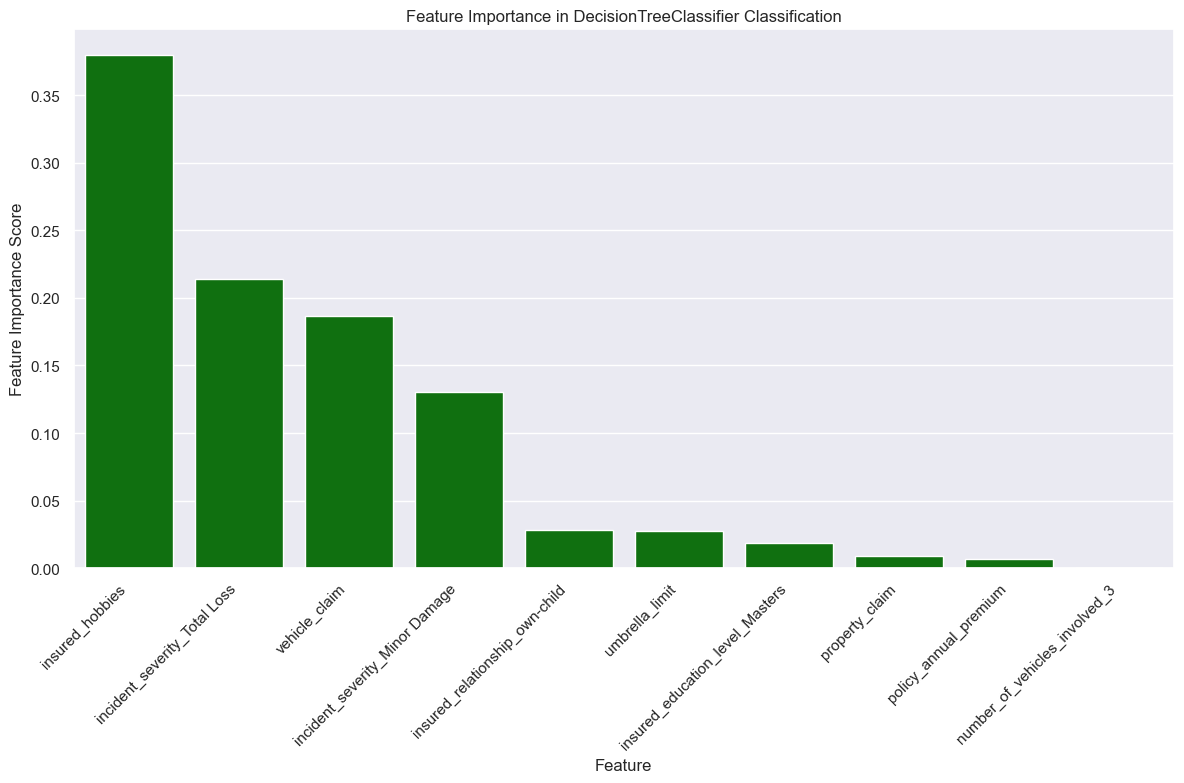 Feature Importance in DecisionTreeClassifier Classification
Feature Importance Score
0.35
0.30
0.25
0.20
0.15
0.10
0.05
0.00
insured_hobbies
incident_severity_Total Loss
vehicle_claim
incident_severity_Minor Damage
insured_relationship_own-child
umbrella_limit
insured_education_level_Masters
property_claim
policy_annual_premium
number_of_vehicles_involved_3
Feature